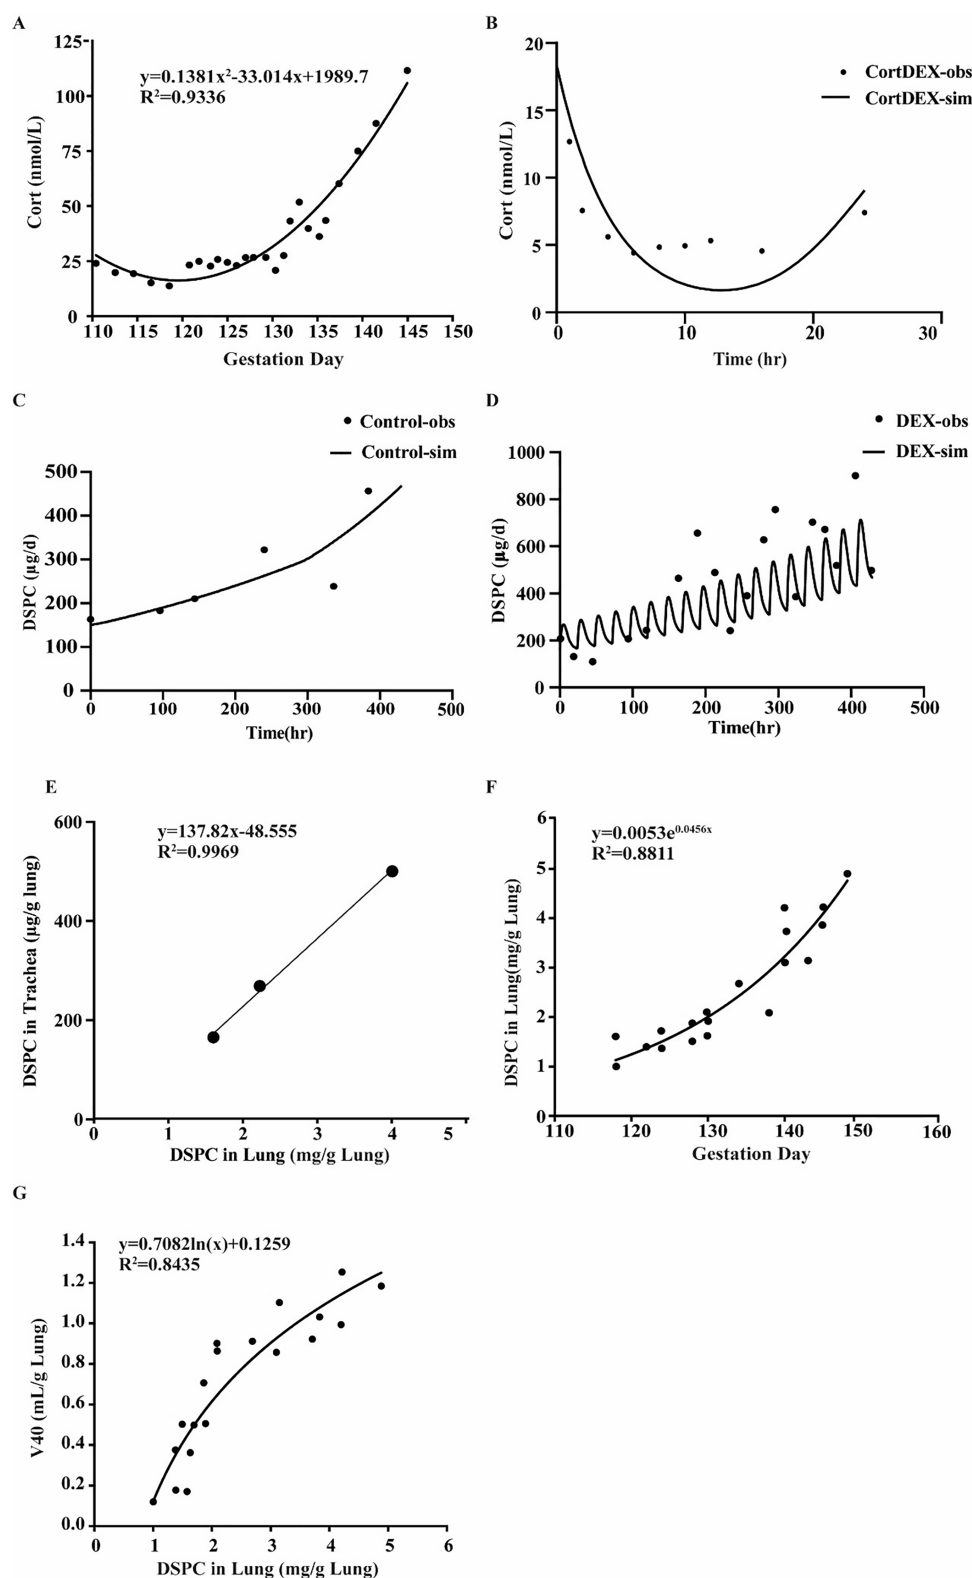 A
125
100
75
50
25
0
y=0.1381x²-33.014x+1989.7
R²=0.9336
Cort (nmol/L)
110 115 120 125 130 135 140 145 150
Gestation Day
B
20
15
10
5
0
CortDEX-obs
CortDEX-sim
Cort (nmol/L)
0 10 20 30
Time (hr)
C
Control-obs
Control-sim
500
400
300
200
100
0
DSPC (µg/d)
0 100 200 300 400 500
Time(hr)
D
DEX-obs
DEX-sim
1000
800
600
400
200
0
DSPC (µg/d)
0 100 200 300 400 500
Time(hr)
E
600
400
200
0
y=137.82x-48.555
R²=0.9969
DSPC in Trachea (µg/g lung)
0 1 2 3 4 5
DSPC in Lung (mg/g Lung)
F
6
5
4
3
2
1
0
y=0.0053e^0.0456x
R²=0.8811
DSPC in Lung(mg/g Lung)
110 120 130 140 150 160
Gestation Day
G
1.4
1.2
1.0
0.8
0.6
0.4
0.2
0.0
y=0.7082ln(x)+0.1259
R²=0.8435
V40 (mL/g Lung)
0 1 2 3 4 5 6
DSPC in Lung (mg/g Lung)